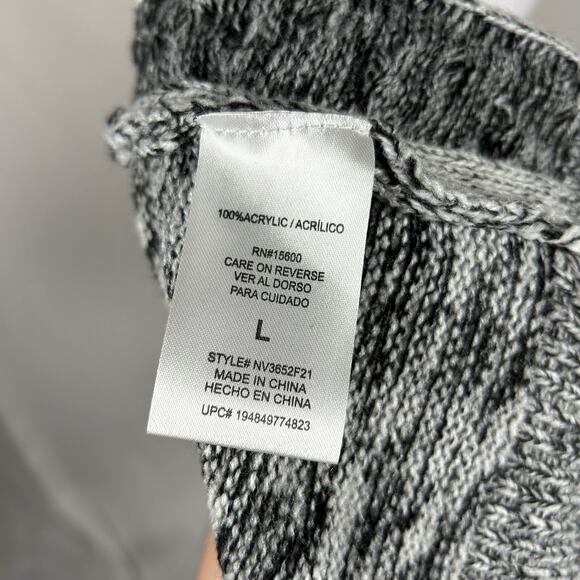 100%ACRYLIC / ACRÍLICO
RN#15600
CARE ON REVERSE
VER AL DORSO
PARA CUIDADO
L
STYLE# NV3652F21
MADE IN CHINA
HECHO EN CHINA
UPC# 194849774823